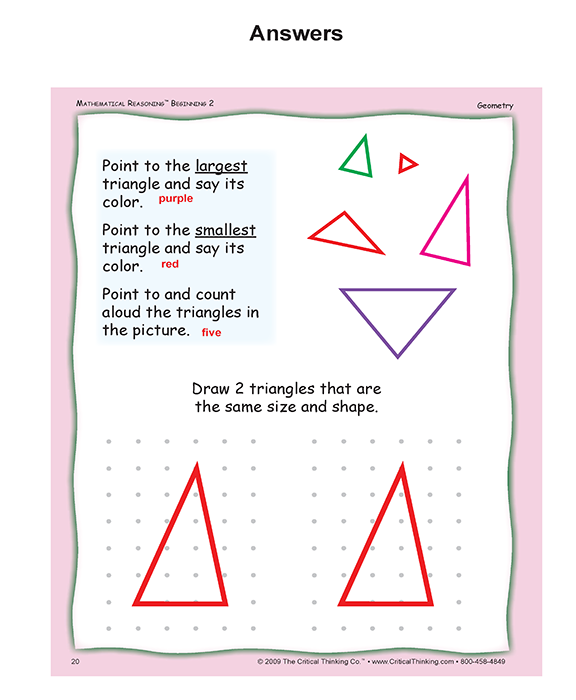 Answers
Mathematical Reasoning™ Beginning 2
Geometry
Point to the largest
triangle and say its
color. purple
Point to the smallest
triangle and say its
color. red
Point to and count
aloud the triangles in
the picture. five
Draw 2 triangles that are
the same size and shape.
20
© 2009 The Critical Thinking Co.™ • www.CriticalThinking.com • 800-458-4849